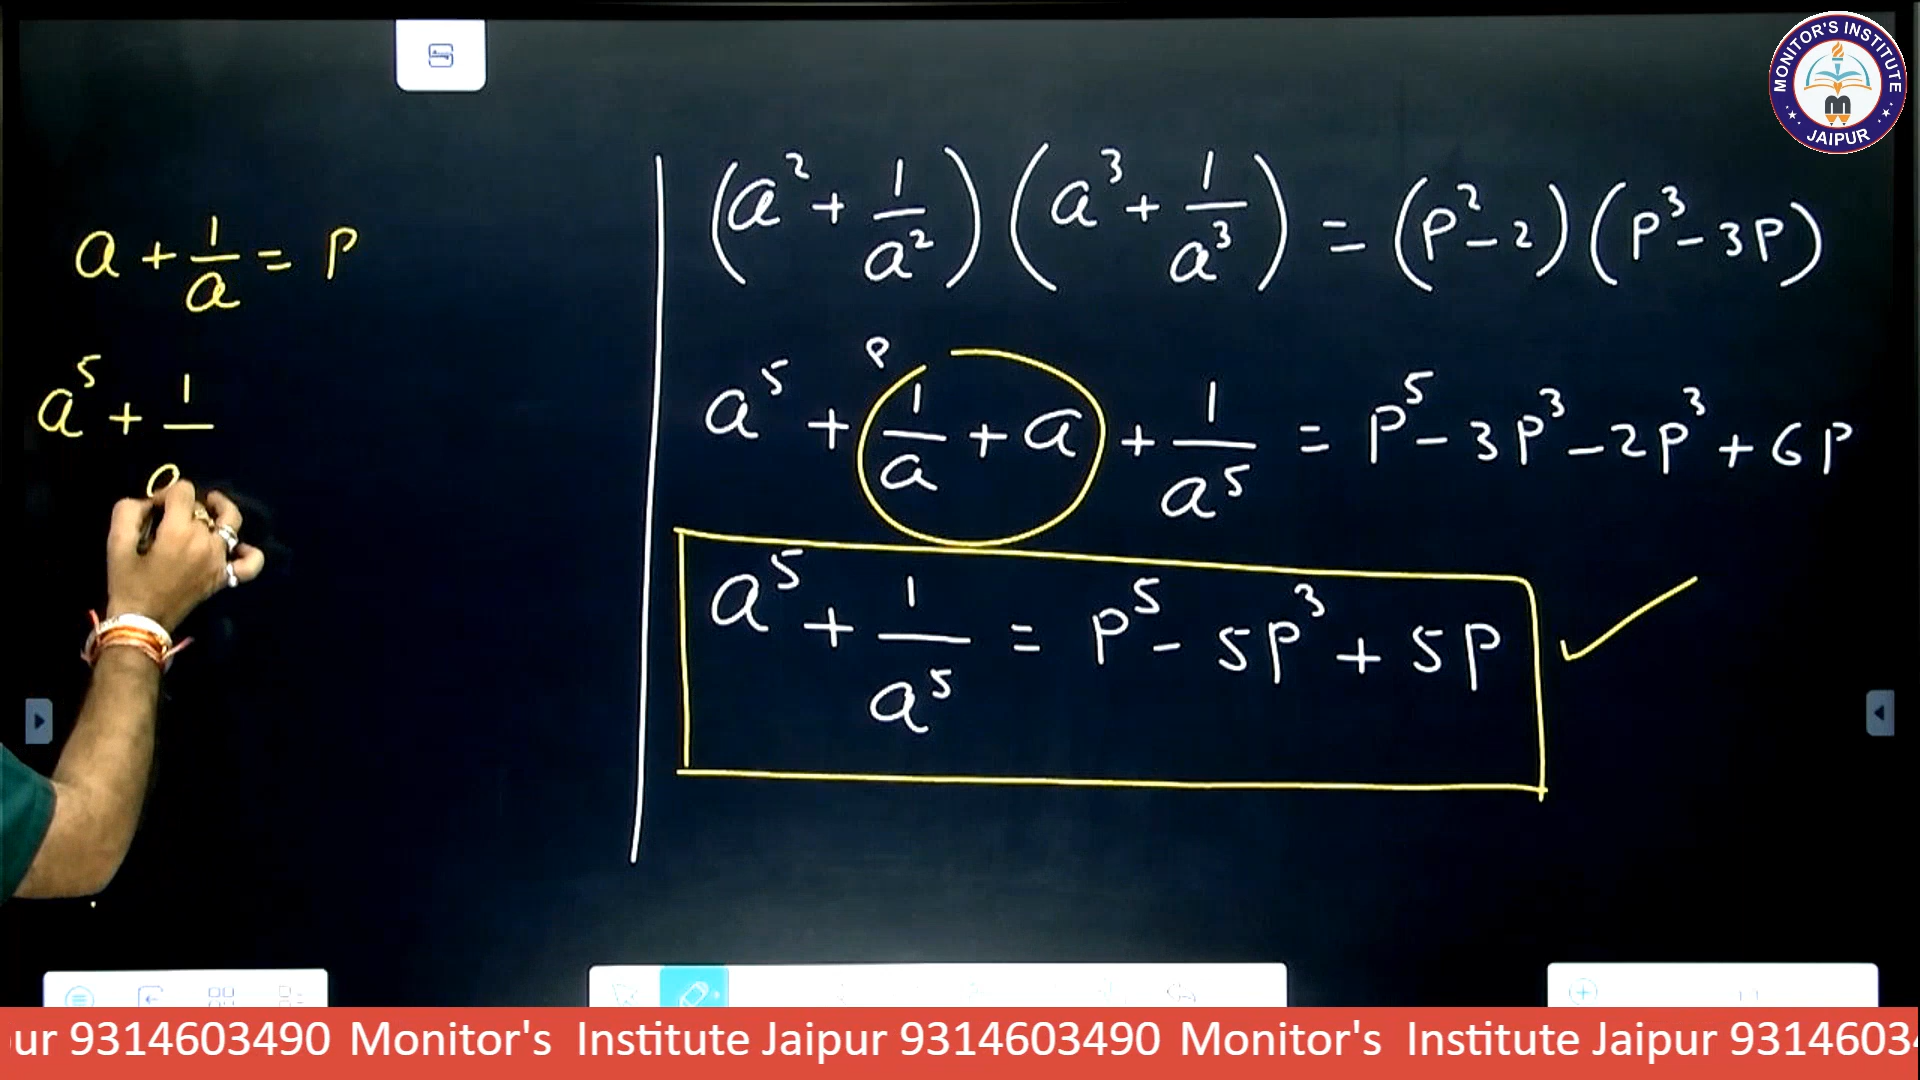 MONITOR'S INSTITUTE
JAIPUR
a + 1/a = P
a⁵ + 1/a
(a² + 1/a²)(a³ + 1/a³) = (P² - 2)(P³ - 3P)
P
a⁵ + 1/a + a + 1/a⁵ = P⁵ - 3P³ - 2P³ + 6P
a⁵ + 1/a⁵ = P⁵ - 5P³ + 5P
ur 9314603490 Monitor's Institute Jaipur 9314603490 Monitor's Institute Jaipur 9314603